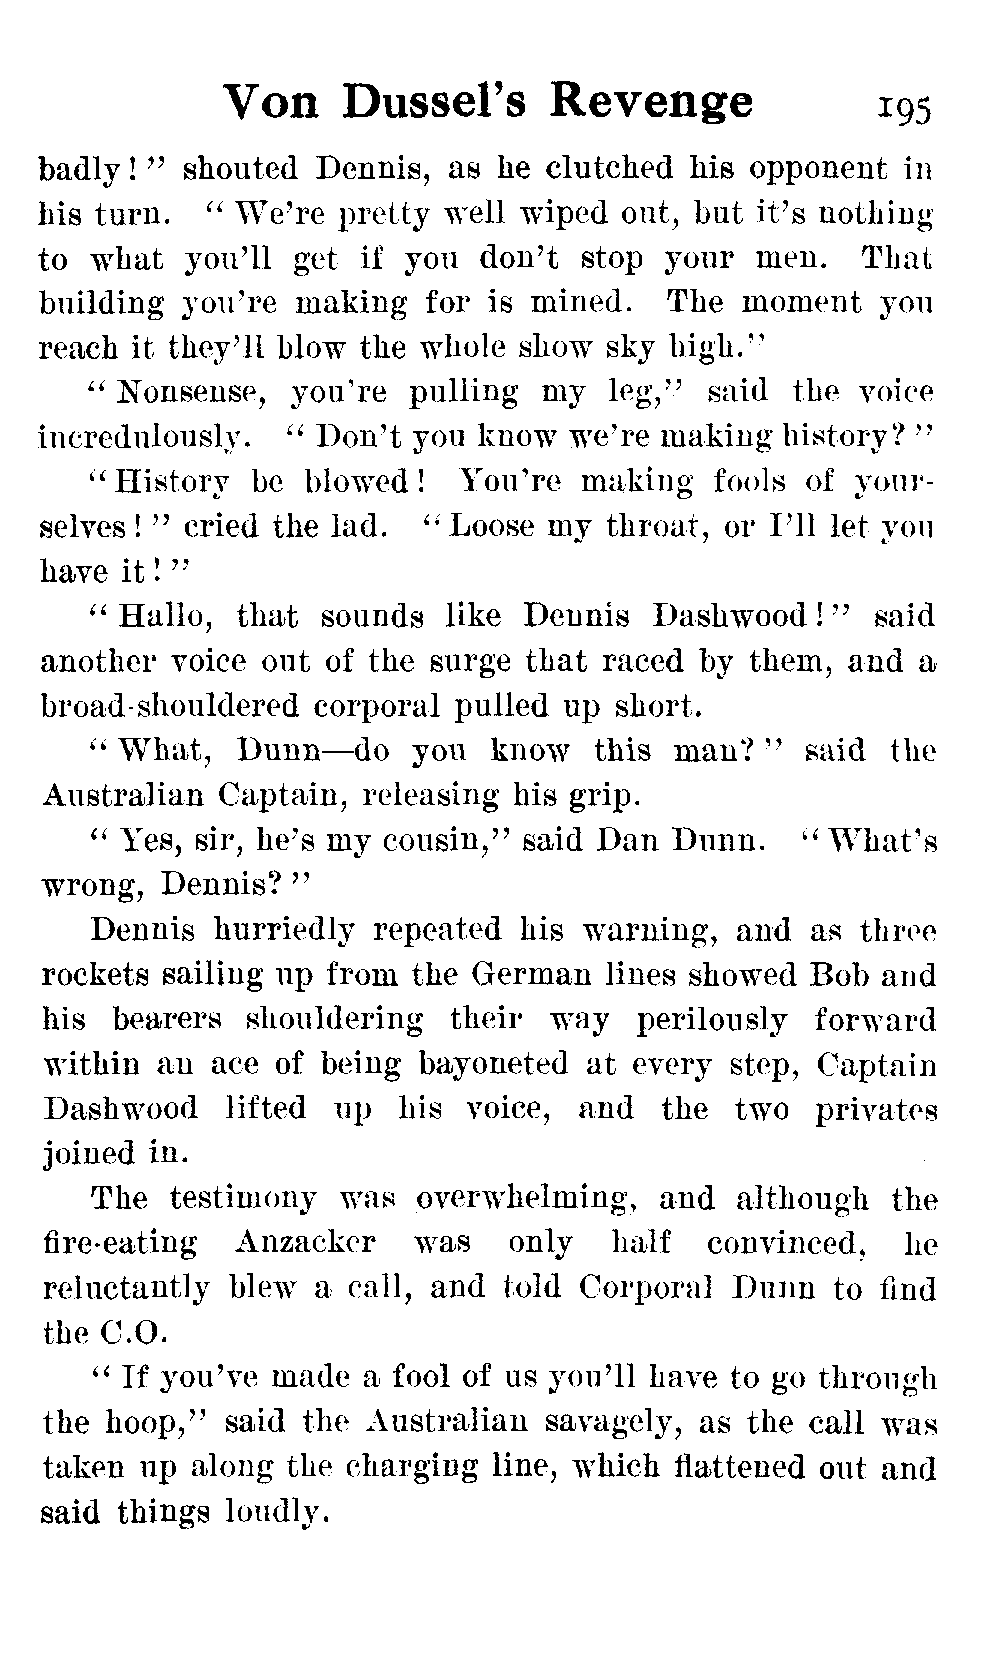 Von Dussel's Revenge 195
badly!" shouted Dennis, as he clutched his opponent in
his turn. "We're pretty well wiped out, but it's nothing
to what you'll get if you don't stop your men. That
building you're making for is mined. The moment you
reach it they'll blow the whole show sky high."
"Nonsense, you're pulling my leg," said the voice
incredulously. "Don't you know we're making history?"
"History be blowed! You're making fools of your-
selves!" cried the lad. "Loose my throat, or I'll let you
have it!"
"Hallo, that sounds like Dennis Dashwood!" said
another voice out of the surge that raced by them, and a
broad-shouldered corporal pulled up short.
"What, Dunn—do you know this man?" said the
Australian Captain, releasing his grip.
"Yes, sir, he's my cousin," said Dan Dunn. "What's
wrong, Dennis?"
Dennis hurriedly repeated his warning, and as three
rockets sailing up from the German lines showed Bob and
his bearers shouldering their way perilously forward
within an ace of being bayoneted at every step, Captain
Dashwood lifted up his voice, and the two privates
joined in.
The testimony was overwhelming, and although the
fire-eating Anzacker was only half convinced, he
reluctantly blew a call, and told Corporal Dunn to find
the C.O.
"If you've made a fool of us you'll have to go through
the hoop," said the Australian savagely, as the call was
taken up along the charging line, which flattened out and
said things loudly.